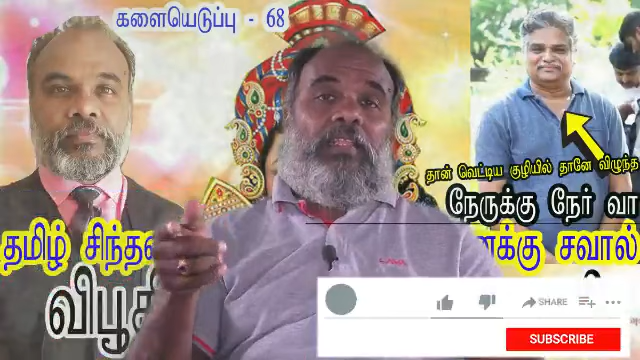 களையெடுப்பு - 68
தான் வெட்டிய குழியில் தானே விழுந்த
நேருக்கு நேர் வா
தமிழ்
சவால்
SHARE
SUBSCRIBE